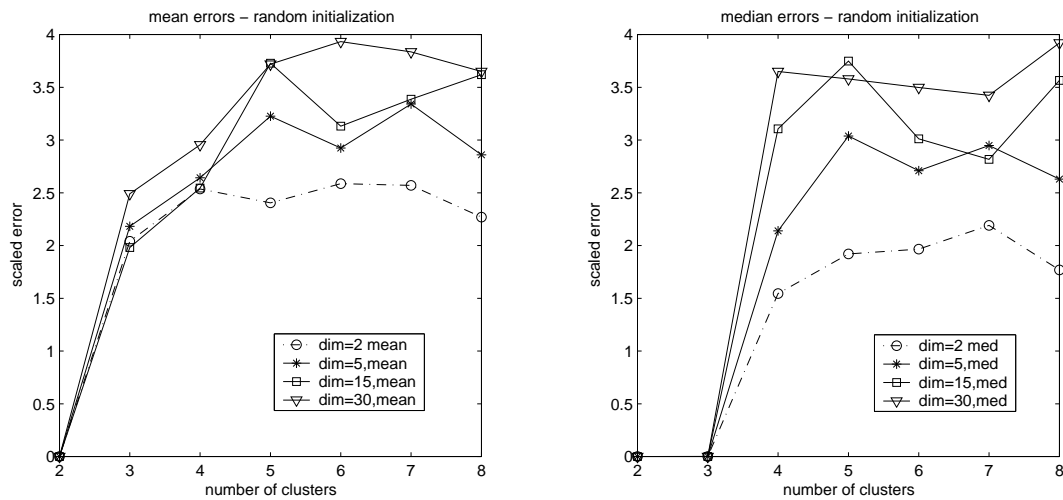 mean errors − random initialization
4
3.5
3
2.5
2
1.5
1
0.5
0
scaled error
2 3 4 5 6 7 8
number of clusters
dim=2 mean
dim=5,mean
dim=15,mean
dim=30,mean
median errors − random initialization
4
3.5
3
2.5
2
1.5
1
0.5
0
scaled error
2 3 4 5 6 7 8
number of clusters
dim=2 med
dim=5,med
dim=15,med
dim=30,med